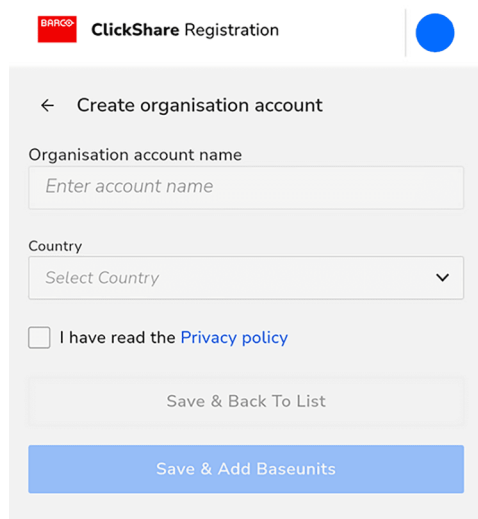 BARCO ClickShare Registration
← Create organisation account
Organisation account name
Enter account name
Country
Select Country
I have read the Privacy policy
Save & Back To List
Save & Add Baseunits